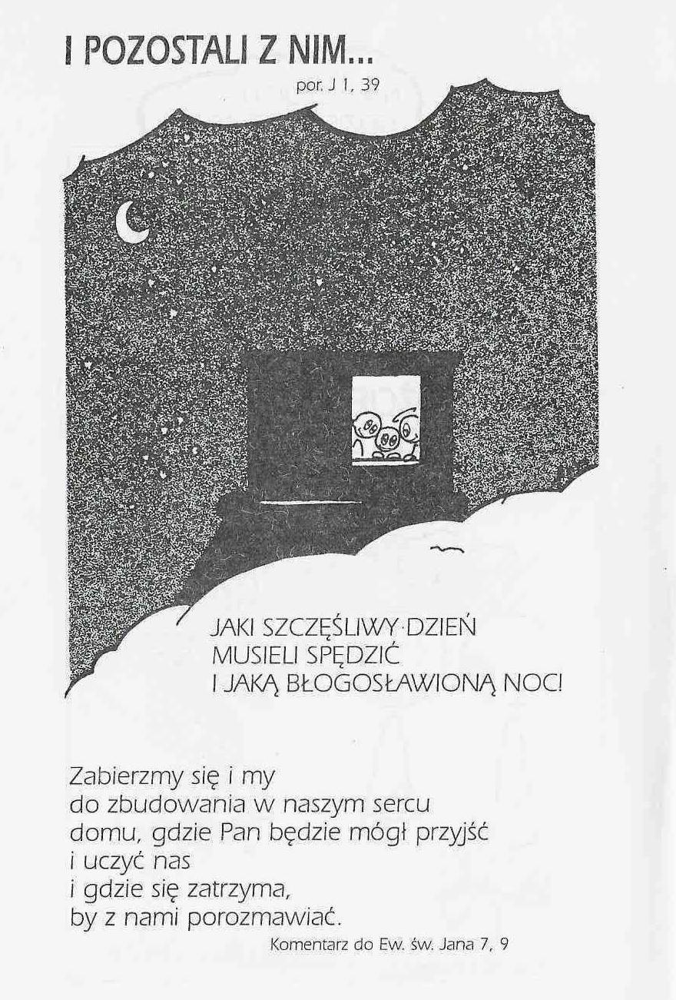 I POZOSTALI Z NIM...
por. J 1, 39
JAKI SZCZĘŚLIWY DZIEŃ
MUSIELI SPĘDZIĆ
I JAKĄ BŁOGOSŁAWIONĄ NOC!
Zabierzmy się i my
do zbudowania w naszym sercu
domu, gdzie Pan będzie mógł przyjść
i uczyć nas
i gdzie się zatrzyma,
by z nami porozmawiać.
Komentarz do Ew. św. Jana 7, 9